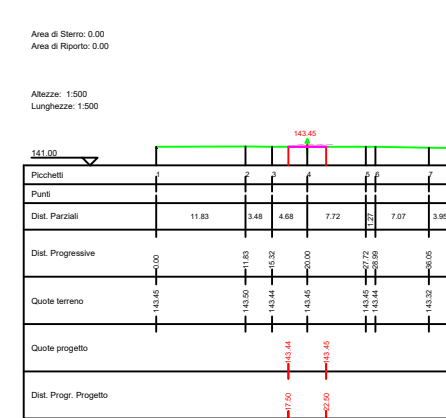 Area di Sterro: 0.00
Area di Riporto: 0.00
Altezze: 1:500
Lunghezze: 1:500
143.45
141.00
Picchetti 1 2 3 4 5 6 7
Punti
Dist. Parziali 11.83 3.48 4.68 7.72 1.27 7.07 3.95
Dist. Progressive 0.00 11.83 15.32 20.00 27.72 28.99 36.05
Quote terreno 143.45 143.50 143.44 143.45 143.45 143.44 143.32
Quote progetto 143.44 143.45
Dist. Progr. Progetto 17.50 22.50